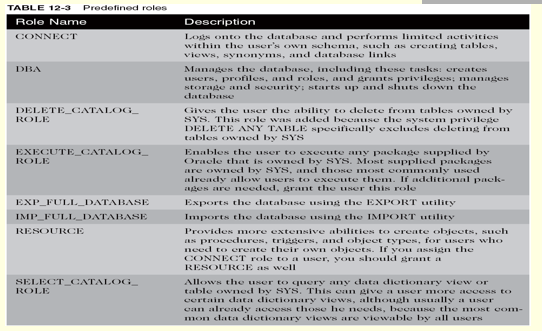 TABLE 12-3 Predefined roles
Role Name Description
CONNECT Logs onto the database and performs limited activities
within the user's own schema, such as creating tables,
views, synonyms, and database links
DBA Manages the database, including these tasks: creates
users, profiles, and roles, and grants privileges; manages
storage and security; starts up and shuts down the
database
DELETE_CATALOG_ Gives the user the ability to delete from tables owned by
ROLE SYS. This role was added because the system privilege
DELETE ANY TABLE specifically excludes deleting from
tables owned by SYS
EXECUTE_CATALOG_ Enables the user to execute any package supplied by
ROLE Oracle that is owned by SYS. Most supplied packages
are owned by SYS, and those most commonly used
already allow users to execute them. If additional pack-
ages are needed, grant the user this role
EXP_FULL_DATABASE Exports the database using the EXPORT utility
IMP_FULL_DATABASE Imports the database using the IMPORT utility
RESOURCE Provides more extensive abilities to create objects, such
as procedures, triggers, and object types, for users who
need to create their own objects. If you assign the
CONNECT role to a user, you should grant a
RESOURCE as well
SELECT_CATALOG_ Allows the user to query any data dictionary view or
ROLE table owned by SYS. This can give a user more access to
certain data dictionary views, although usually a user
can already access those he needs, because the most com-
mon data dictionary views are viewable by all users